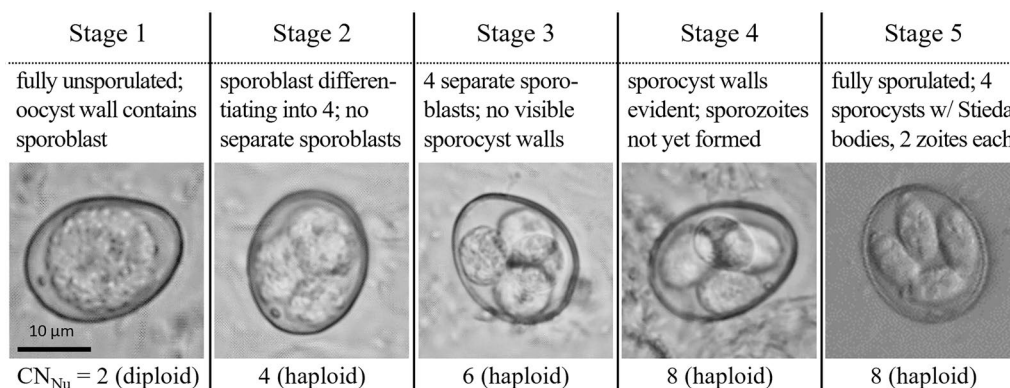 Stage 1
Stage 2
Stage 3
Stage 4
Stage 5
fully unsporulated;
oocyst wall contains
sporoblast
sporoblast differen-
tiating into 4; no
separate sporoblasts
4 separate sporo-
blasts; no visible
sporocyst walls
sporocyst walls
evident; sporozoites
not yet formed
fully sporulated; 4
sporocysts w/ Stieda
bodies, 2 zoites each
10 µm
CN_Nu = 2 (diploid)
4 (haploid)
6 (haploid)
8 (haploid)
8 (haploid)